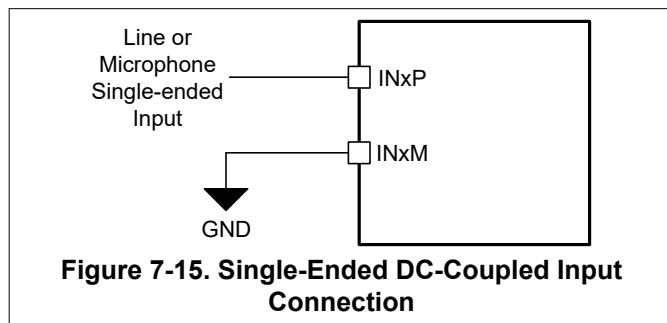 Line or
Microphone
Single-ended
Input
INxP
INxM
GND
Figure 7-15. Single-Ended DC-Coupled Input
Connection